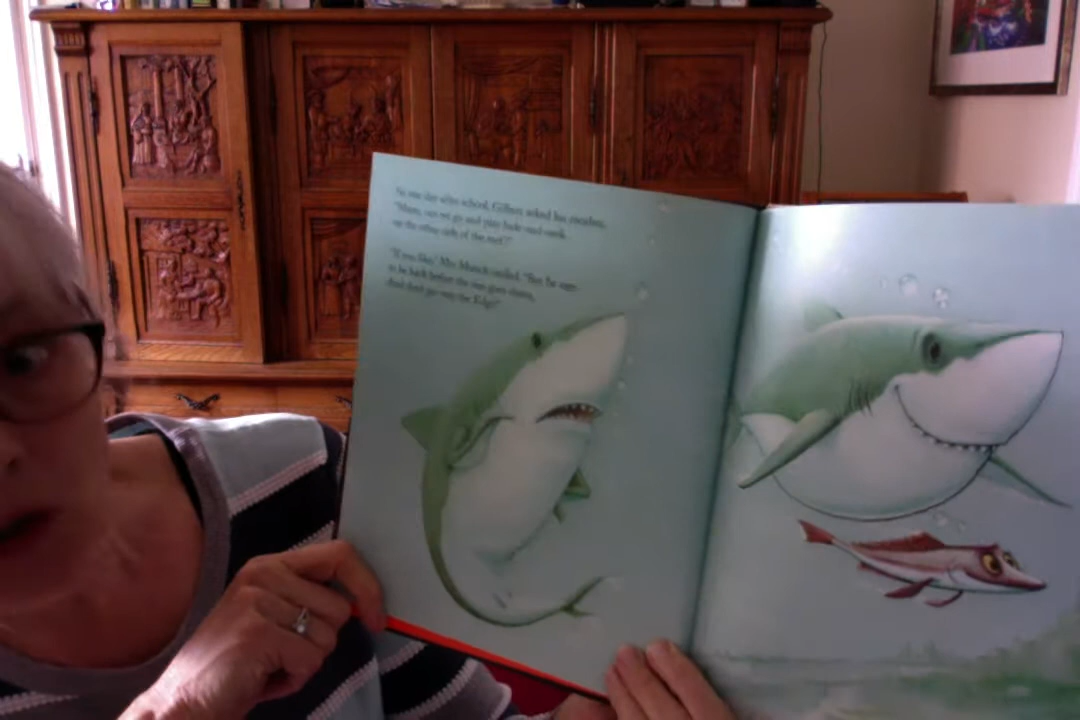 So one day after school, Gilbert asked his mother,
"Mum, can we go and play hide-and-seek
up the other side of the reef?"
"If you like," Mrs Munch smiled. "But be sure
to be back before the sun goes down,
And don't go near the Edge!"